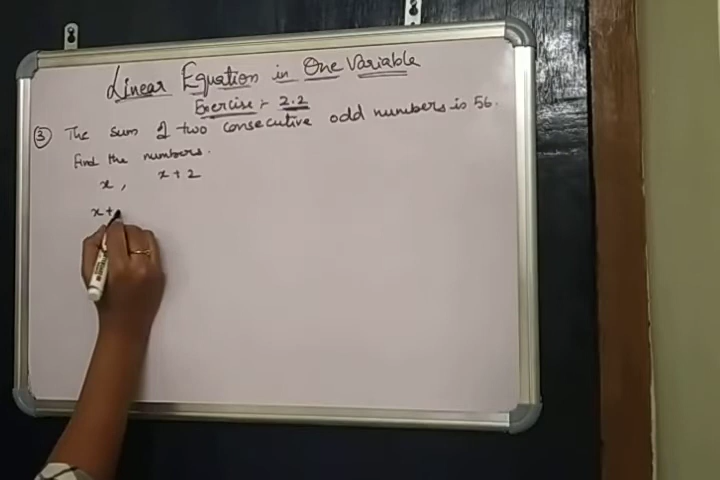 Linear Equation in One Variable
Exercise :- 2.2
③ The sum of two consecutive odd numbers is 56.
Find the numbers.
x, x + 2
x +